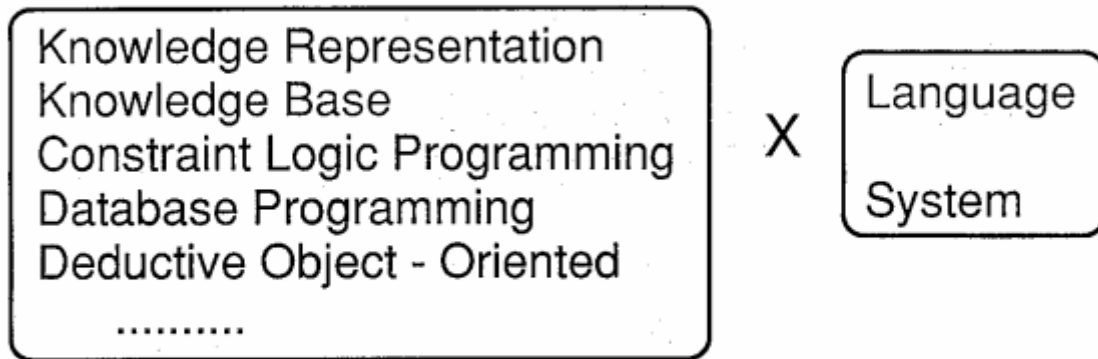 Knowledge Representation
Knowledge Base
Constraint Logic Programming
Database Programming
Deductive Object - Oriented
..........
X
Language
System